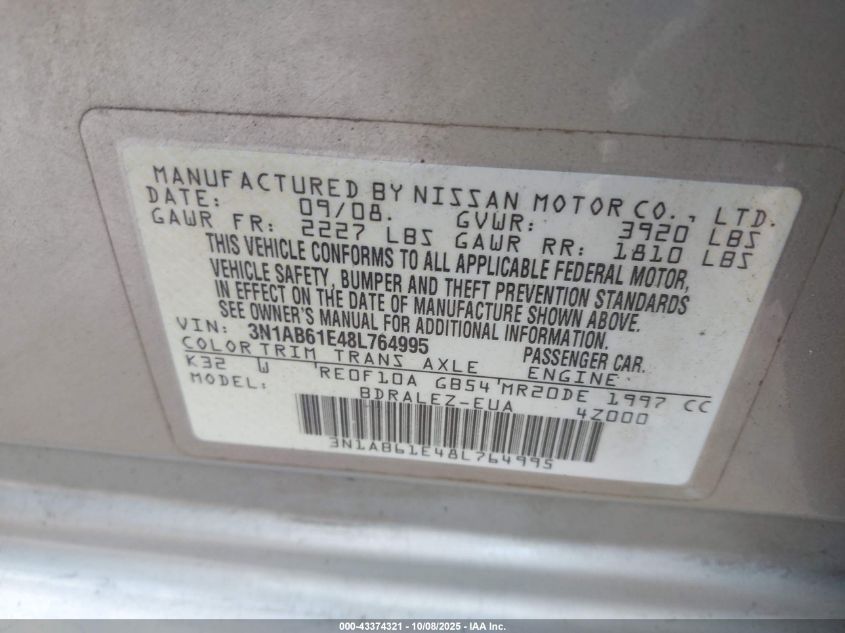 MANUFACTURED BY NISSAN MOTOR CO., LTD.
DATE: 09/08. GVWR: 3920 LBS
GAWR FR: 2227 LBS GAWR RR: 1810 LBS
THIS VEHICLE CONFORMS TO ALL APPLICABLE FEDERAL MOTOR,
VEHICLE SAFETY, BUMPER AND THEFT PREVENTION STANDARDS
IN EFFECT ON THE DATE OF MANUFACTURE SHOWN ABOVE.
SEE OWNER'S MANUAL FOR ADDITIONAL INFORMATION.
VIN: 3N1AB61E48L764995 PASSENGER CAR.
COLOR TRIM TRANS AXLE ENGINE
K32 W RE0F10A GB54 MR20DE 1997 CC
MODEL: BDRALEZ-EUA 4Z000
3N1AB61E48L764995
000-43374321 | 10/08/2025 - IAA Inc.